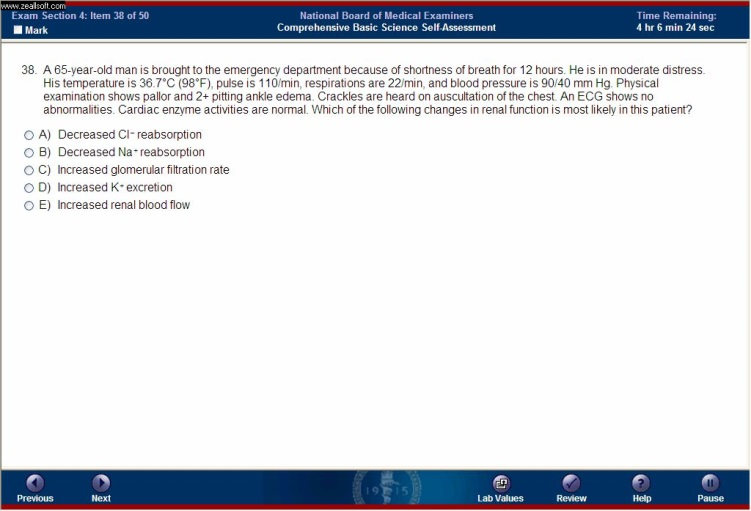 www.zeallsoft.com
Exam Section 4: Item 38 of 50
National Board of Medical Examiners
Time Remaining:
Mark
Comprehensive Basic Science Self-Assessment
4 hr 6 min 24 sec
38. A 65-year-old man is brought to the emergency department because of shortness of breath for 12 hours. He is in moderate distress.
His temperature is 36.7°C (98°F), pulse is 110/min, respirations are 22/min, and blood pressure is 90/40 mm Hg. Physical
examination shows pallor and 2+ pitting ankle edema. Crackles are heard on auscultation of the chest. An ECG shows no
abnormalities. Cardiac enzyme activities are normal. Which of the following changes in renal function is most likely in this patient?
A) Decreased Cl- reabsorption
B) Decreased Na+ reabsorption
C) Increased glomerular filtration rate
D) Increased K+ excretion
E) Increased renal blood flow
1915
Previous
Next
Lab Values
Review
Help
Pause